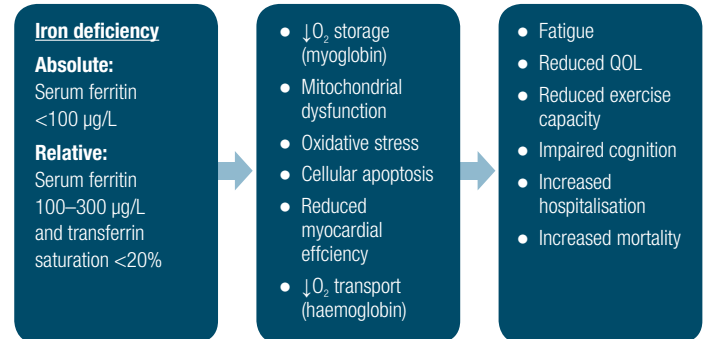 Iron deficiency
Absolute:
Serum ferritin
<100 µg/L
Relative:
Serum ferritin
100–300 µg/L
and transferrin
saturation <20%
● ↓O₂ storage
(myoglobin)
● Mitochondrial
dysfunction
● Oxidative stress
● Cellular apoptosis
● Reduced
myocardial
effciency
● ↓O₂ transport
(haemoglobin)
● Fatigue
● Reduced QOL
● Reduced exercise
capacity
● Impaired cognition
● Increased
hospitalisation
● Increased mortality